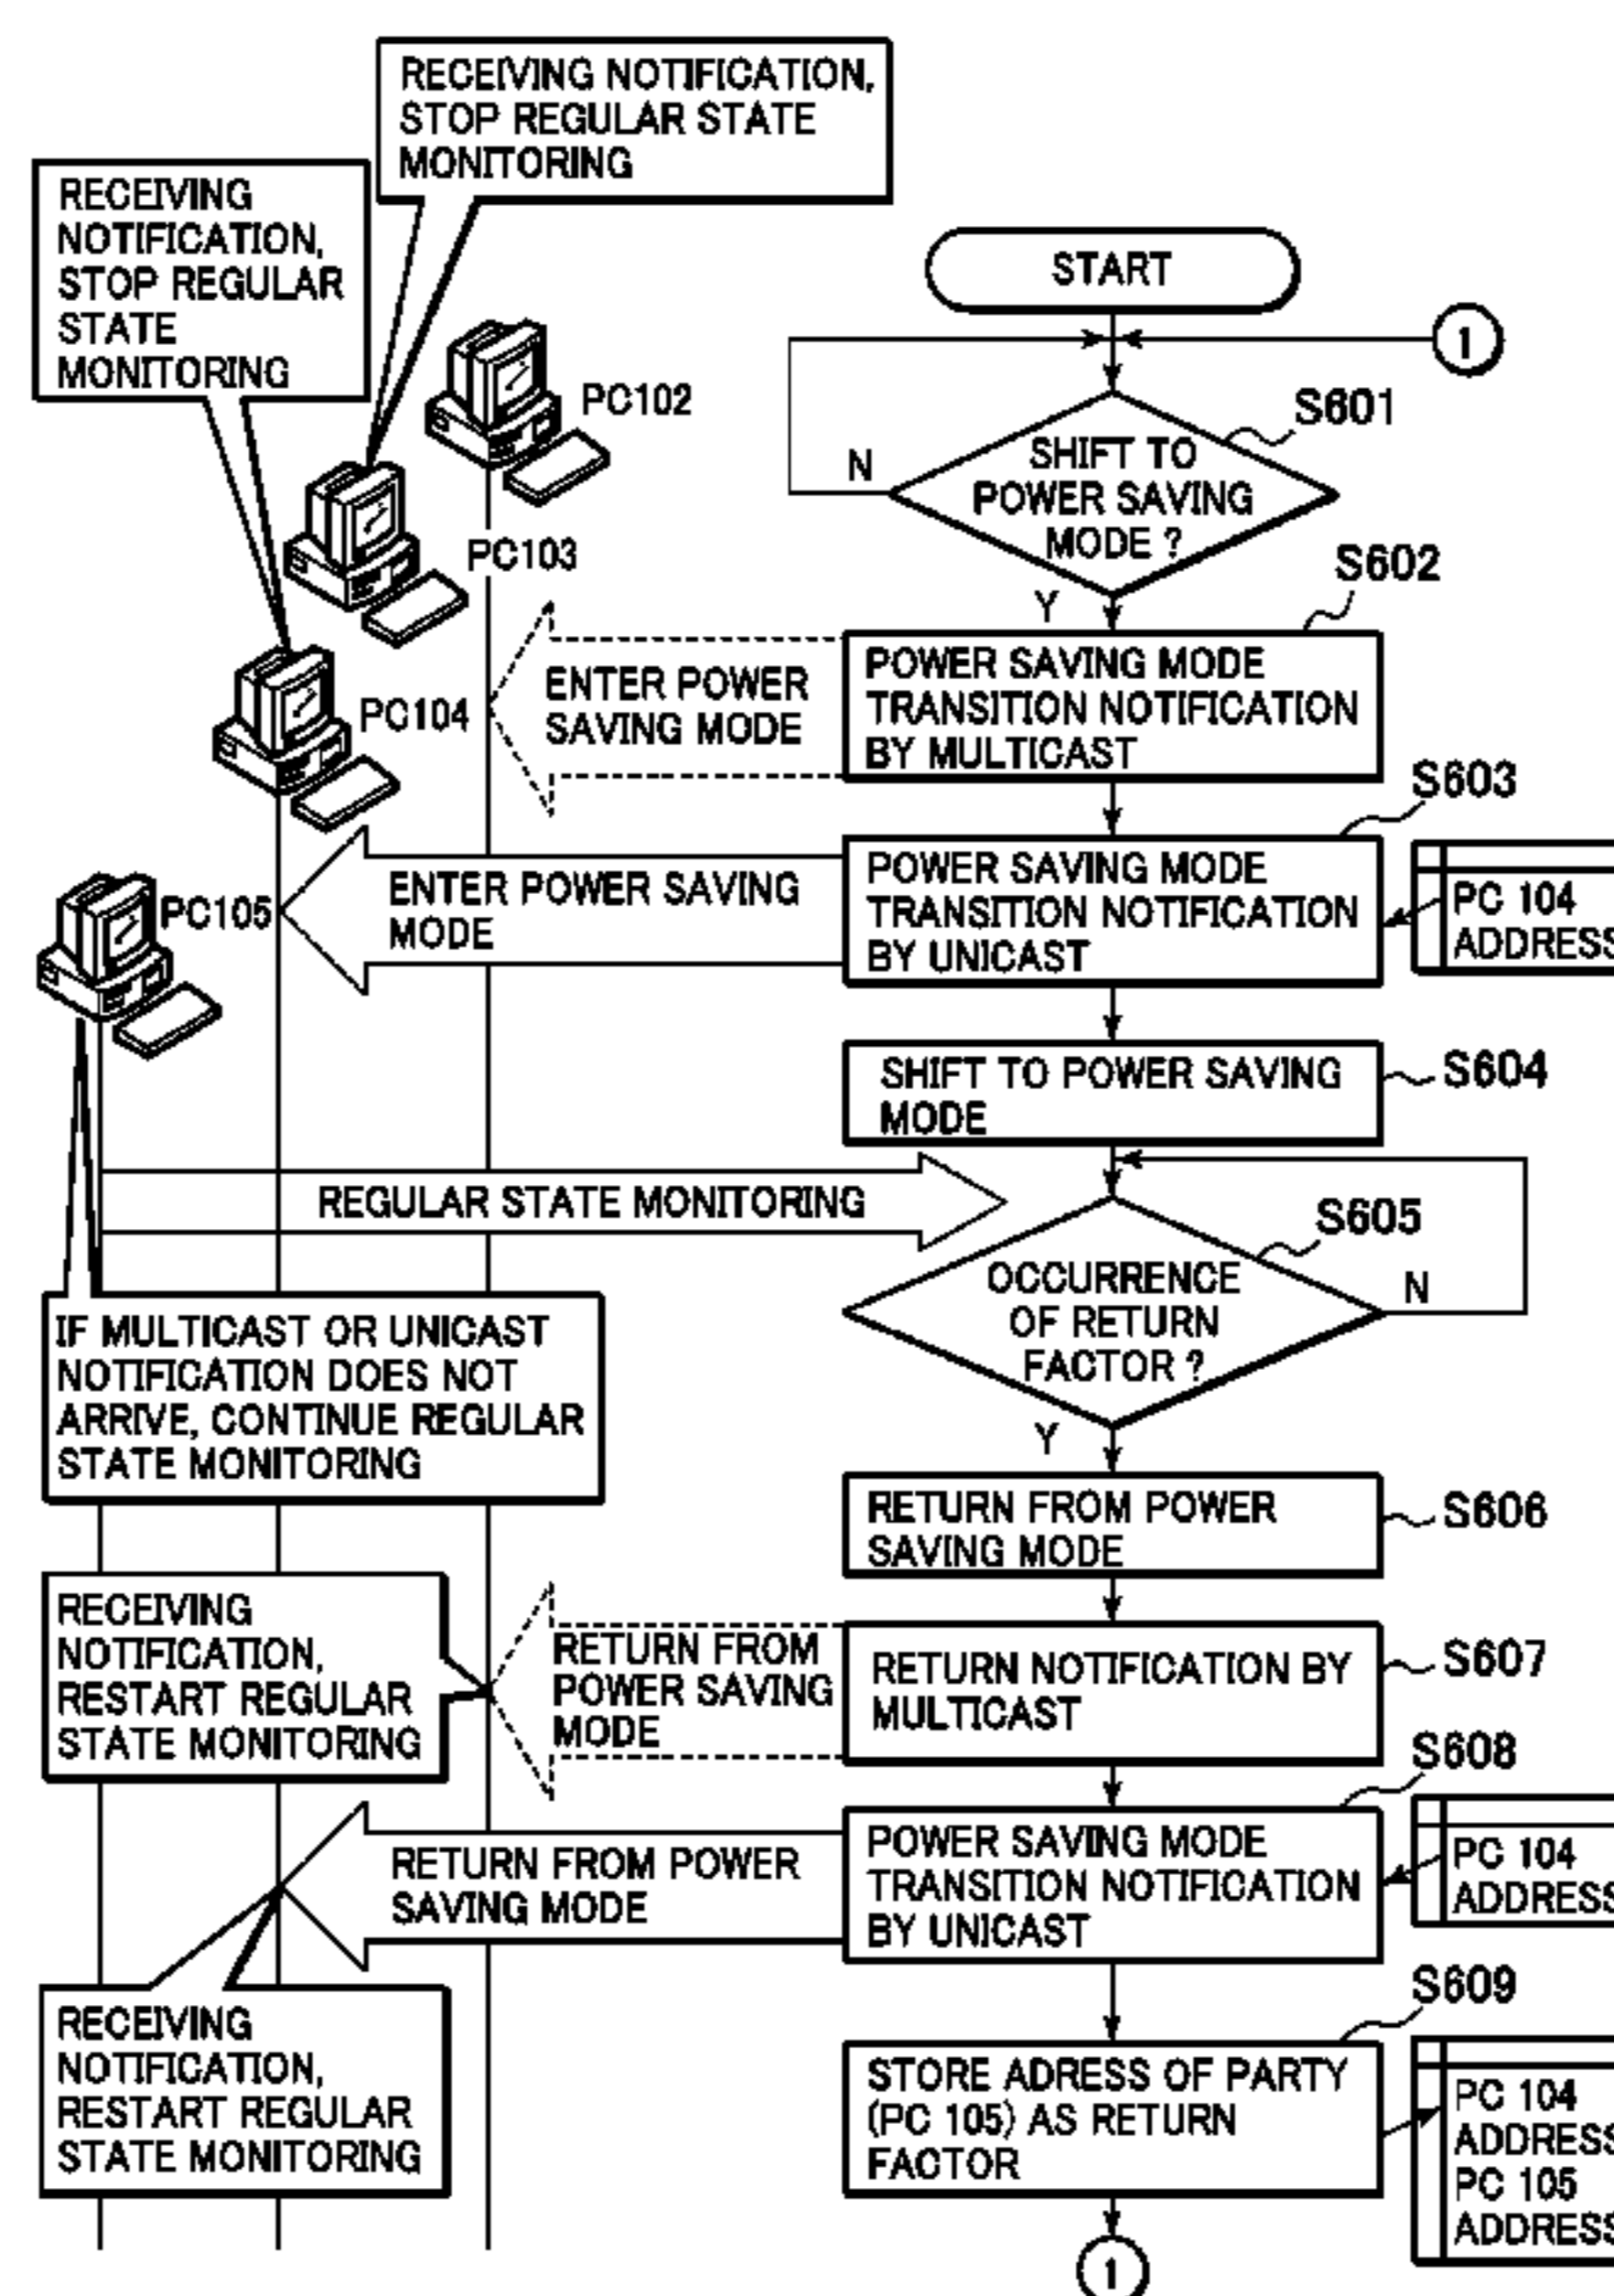 RECEIVING NOTIFICATION,
STOP REGULAR STATE
MONITORING
RECEIVING
NOTIFICATION,
STOP REGULAR
STATE
MONITORING
PC102
PC103
PC104
PC105
START
1
S601
SHIFT TO
POWER SAVING
MODE ?
N
Y
S602
POWER SAVING MODE
TRANSITION NOTIFICATION
BY MULTICAST
ENTER POWER
SAVING MODE
S603
POWER SAVING MODE
TRANSITION NOTIFICATION
BY UNICAST
PC 104
ADDRESS
ENTER POWER SAVING
MODE
SHIFT TO POWER SAVING
MODE
S604
REGULAR STATE MONITORING
S605
OCCURRENCE
OF RETURN
FACTOR ?
N
Y
IF MULTICAST OR UNICAST
NOTIFICATION DOES NOT
ARRIVE, CONTINUE REGULAR
STATE MONITORING
RETURN FROM POWER
SAVING MODE
S606
RECEIVING
NOTIFICATION,
RESTART REGULAR
STATE MONITORING
RETURN FROM
POWER SAVING
MODE
RETURN NOTIFICATION BY
MULTICAST
S607
S608
POWER SAVING MODE
TRANSITION NOTIFICATION
BY UNICAST
PC 104
ADDRESS
RETURN FROM POWER
SAVING MODE
RECEIVING
NOTIFICATION,
RESTART REGULAR
STATE MONITORING
S609
STORE ADRESS OF PARTY
(PC 105) AS RETURN
FACTOR
PC 104
ADDRESS
PC 105
ADDRESS
1